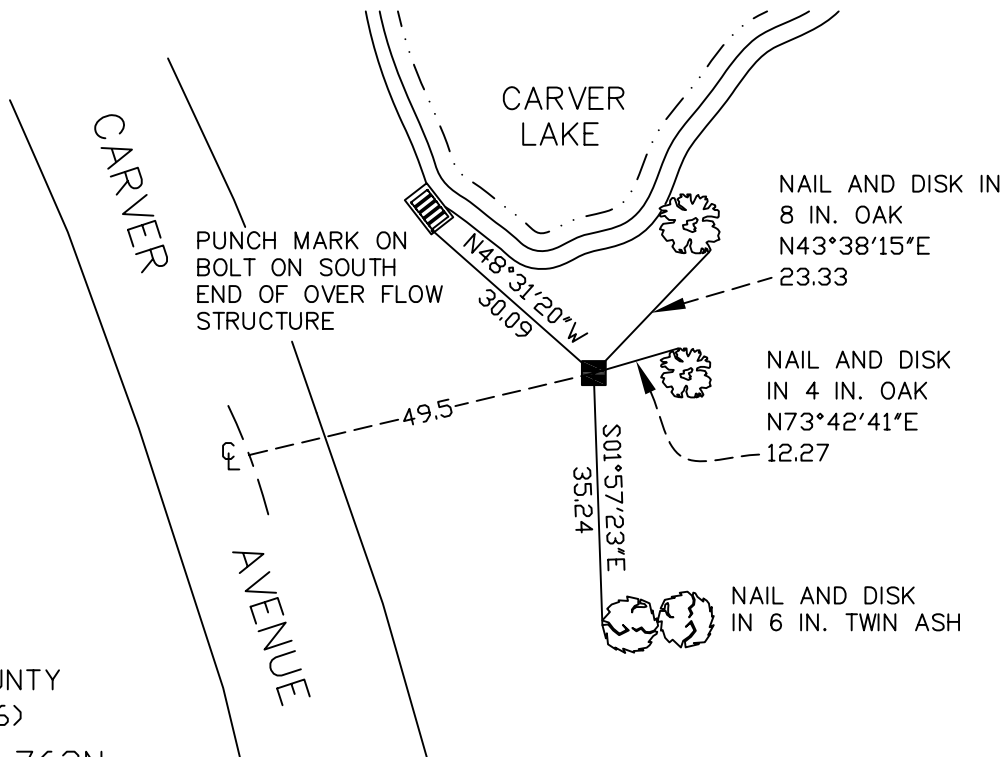 CARVER
LAKE
CARVER
NAIL AND DISK IN
8 IN. OAK
N43°38'15"E
23.33
PUNCH MARK ON
BOLT ON SOUTH
END OF OVER FLOW
STRUCTURE
N48°31'20"W
30.09
NAIL AND DISK
IN 4 IN. OAK
N73°42'41"E
12.27
49.5
CL
S01°57'23"E
35.24
AVENUE
NAIL AND DISK
IN 6 IN. TWIN ASH
UNTY
6)